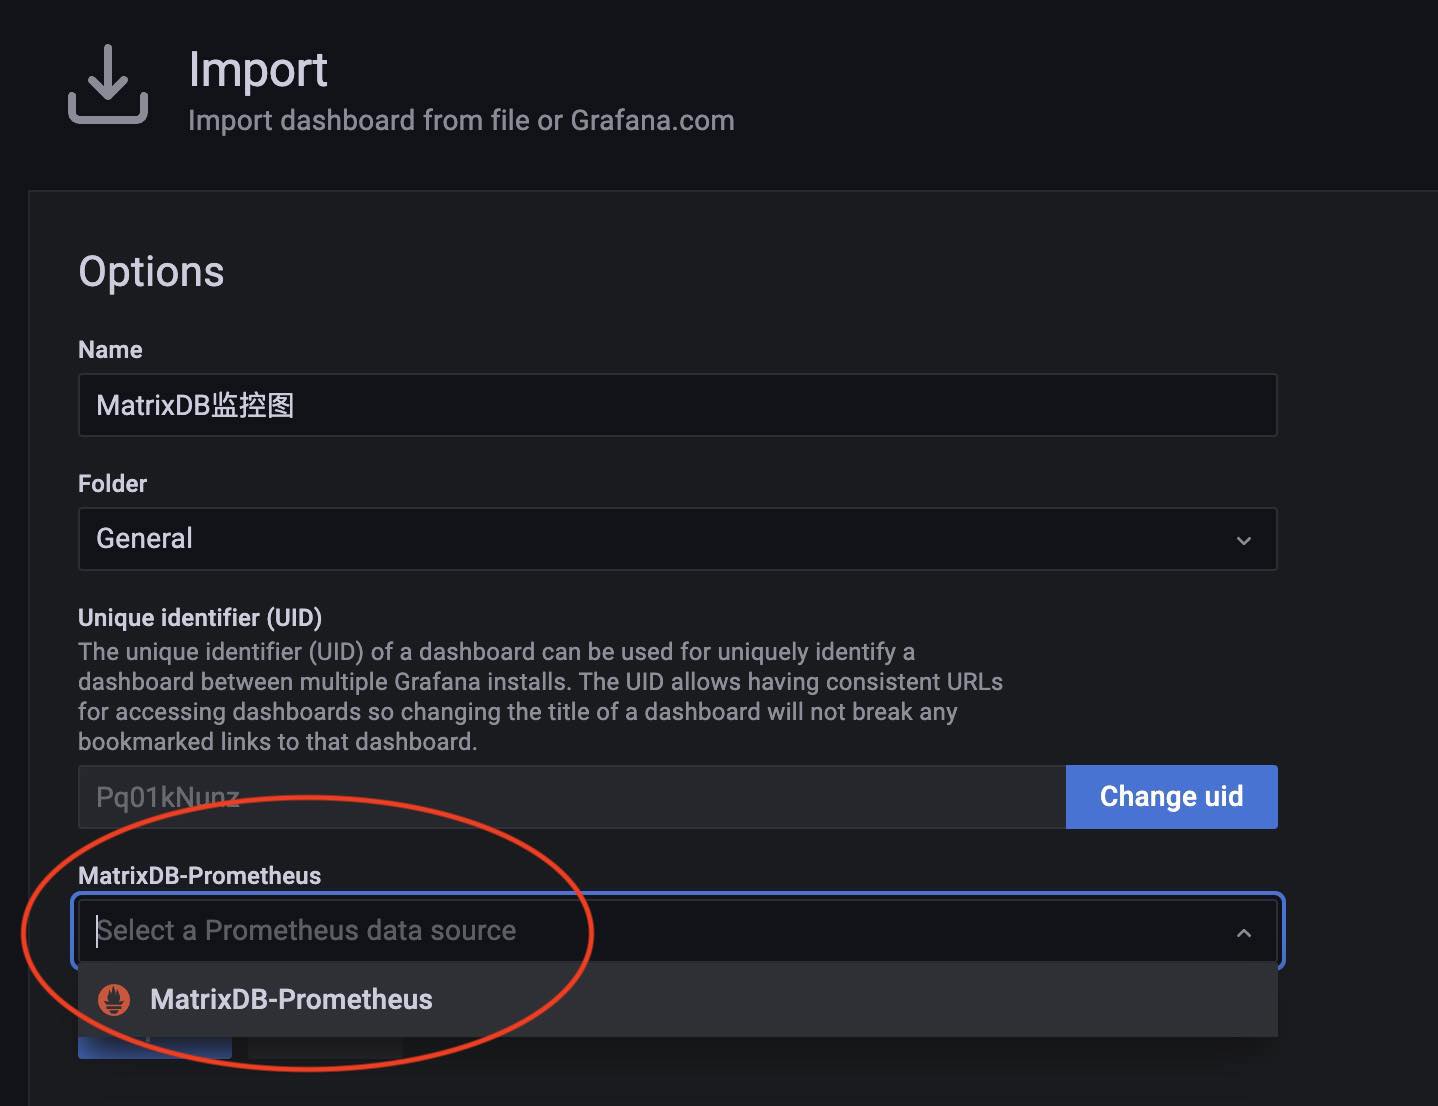 Import
Import dashboard from file or Grafana.com
Options
Name
MatrixDB监控图
Folder
General
Unique identifier (UID)
The unique identifier (UID) of a dashboard can be used for uniquely identify a
dashboard between multiple Grafana installs. The UID allows having consistent URLs
for accessing dashboards so changing the title of a dashboard will not break any
bookmarked links to that dashboard.
Pq01kNunz
Change uid
MatrixDB-Prometheus
Select a Prometheus data source
MatrixDB-Prometheus